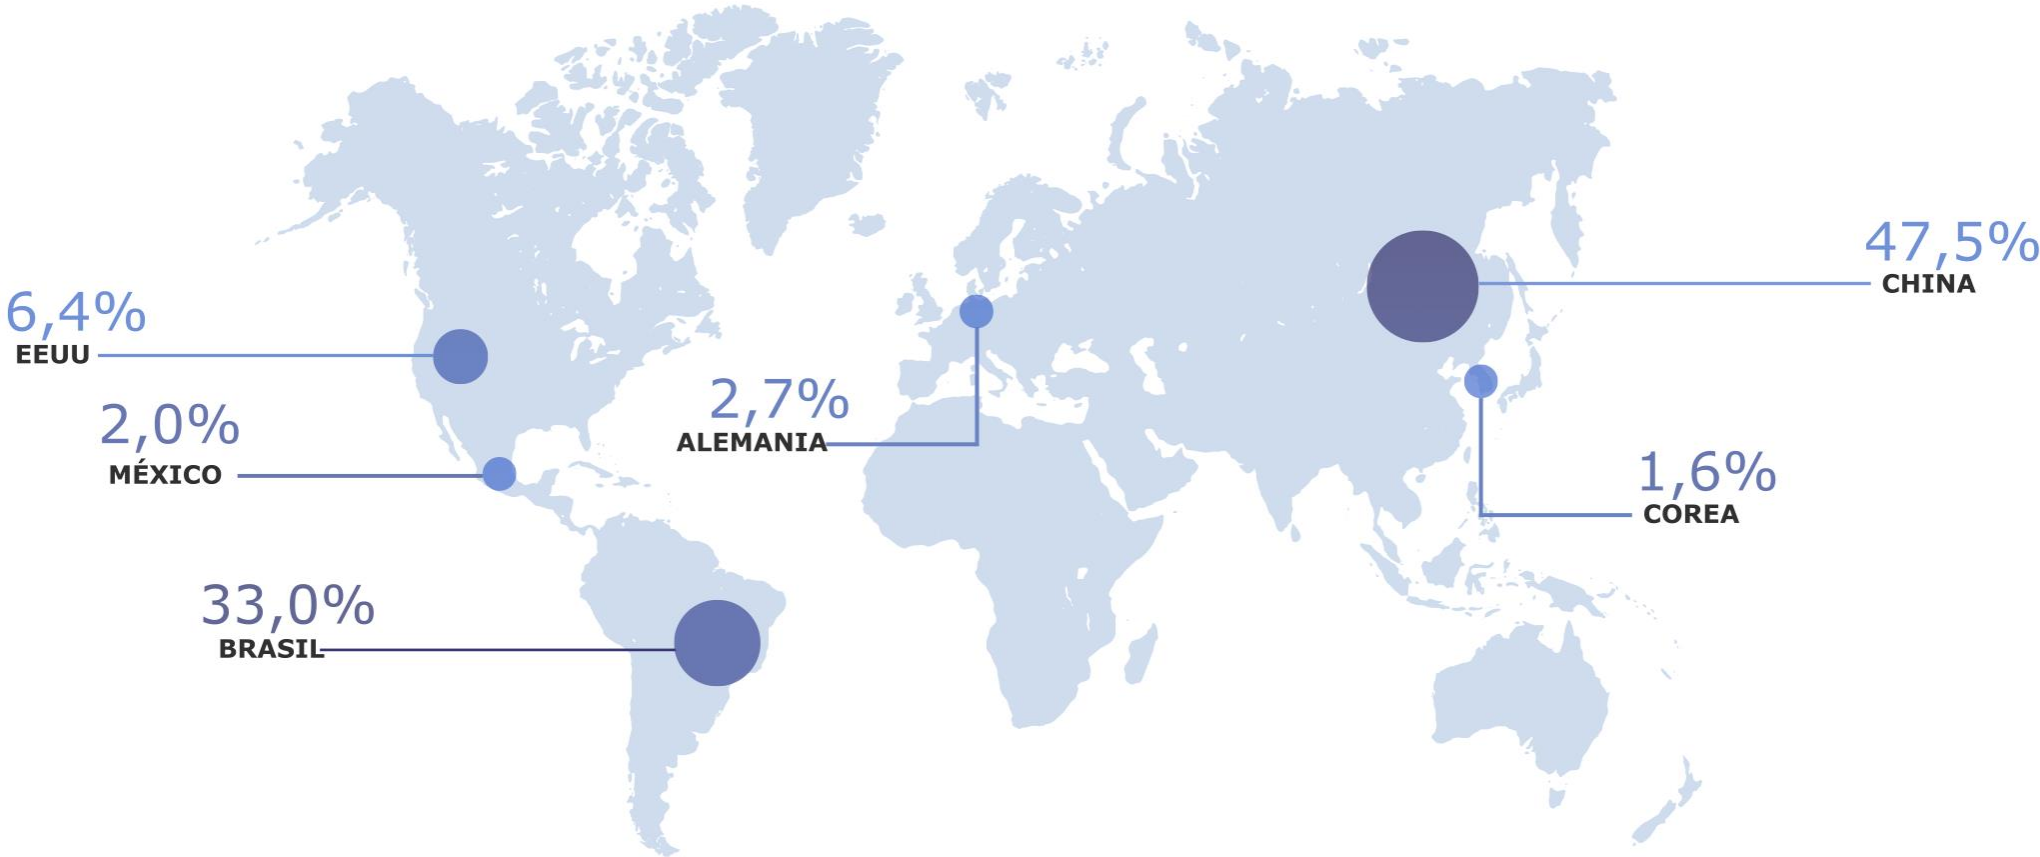 47,5%
CHINA
6,4%
EEUU
2,7%
ALEMANIA
2,0%
MÉXICO
1,6%
COREA
33,0%
BRASIL